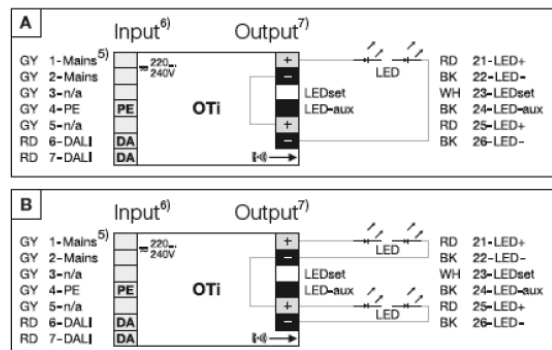 A
Input6) Output7)
GY 1-Mains5) 220... + RD 21-LED+
GY 2-Mains 240V – LED BK 22-LED-
GY 3-n/a LEDset WH 23-LEDset
GY 4-PE PE OTi LED-aux BK 24-LED-aux
GY 5-n/a + RD 25-LED+
RD 6-DALI DA – BK 26-LED-
RD 7-DALI DA
B
Input6) Output7)
GY 1-Mains5) 220... + RD 21-LED+
GY 2-Mains 240V – BK 22-LED-
GY 3-n/a LEDset WH 23-LEDset
GY 4-PE PE OTi LED-aux BK 24-LED-aux
GY 5-n/a + RD 25-LED+
RD 6-DALI DA – LED BK 26-LED-
RD 7-DALI DA